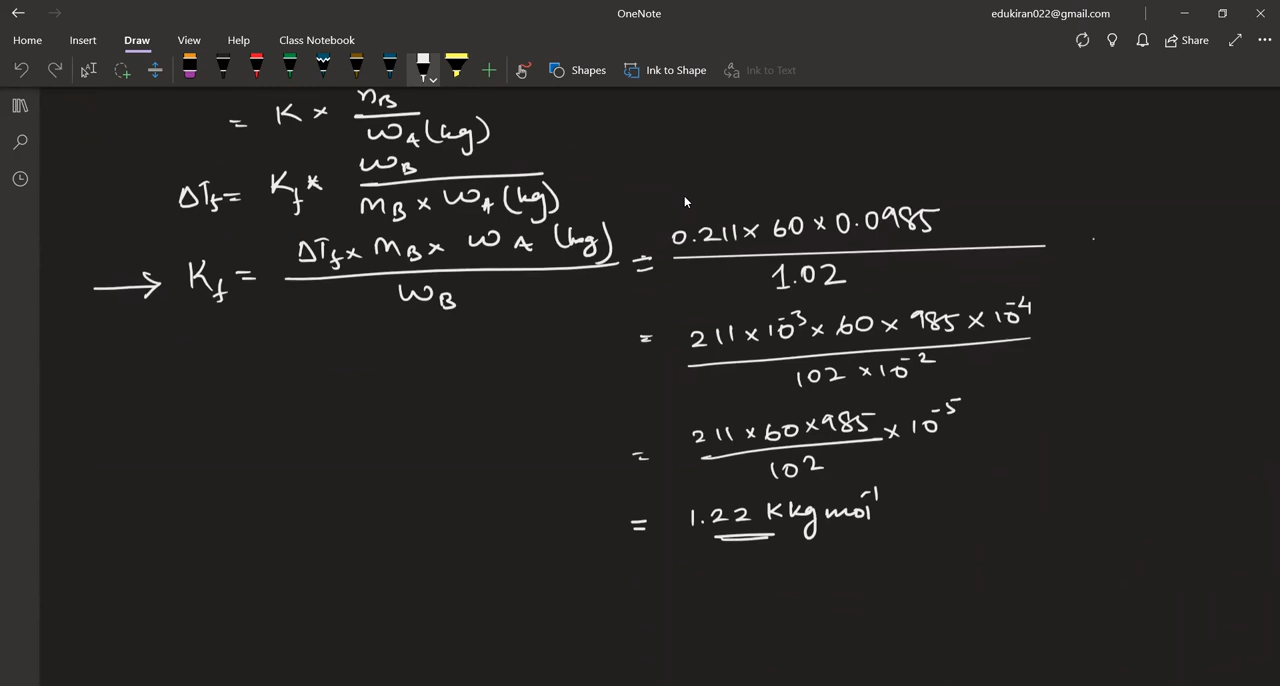 OneNote
edukiran022@gmail.com
Home Insert Draw View Help Class Notebook
Share
Shapes Ink to Shape Ink to Text
= K × n_B / W_A (kg)
ΔT_f = K_f × W_B / (M_B × W_A (kg))
→ K_f = (ΔT_f × M_B × W_A (kg)) / W_B = (0.211 × 60 × 0.0985) / 1.02
= (211 × 10^-3 × 60 × 985 × 10^-4) / (102 × 10^-2)
= (211 × 60 × 985) / 102 × 10^-5
= 1.22 K kg mol^-1